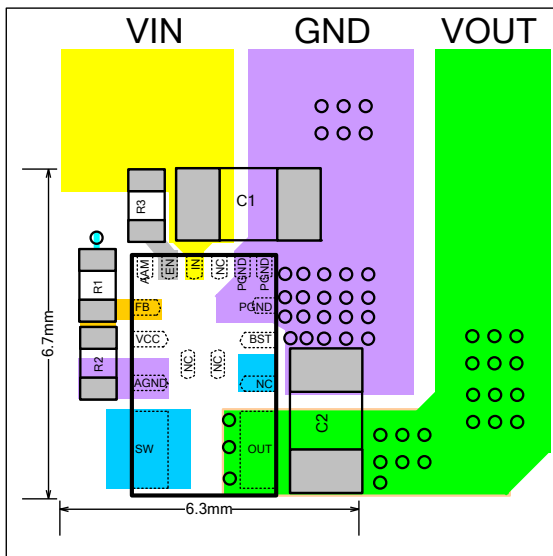 VIN GND VOUT
R3
C1
AAM EN IN NC PGND PGND
R1
FB
PGND
VCC
BST
NC NC
R2
AGND
NC
SW
OUT
C2
6.7mm
6.3mm